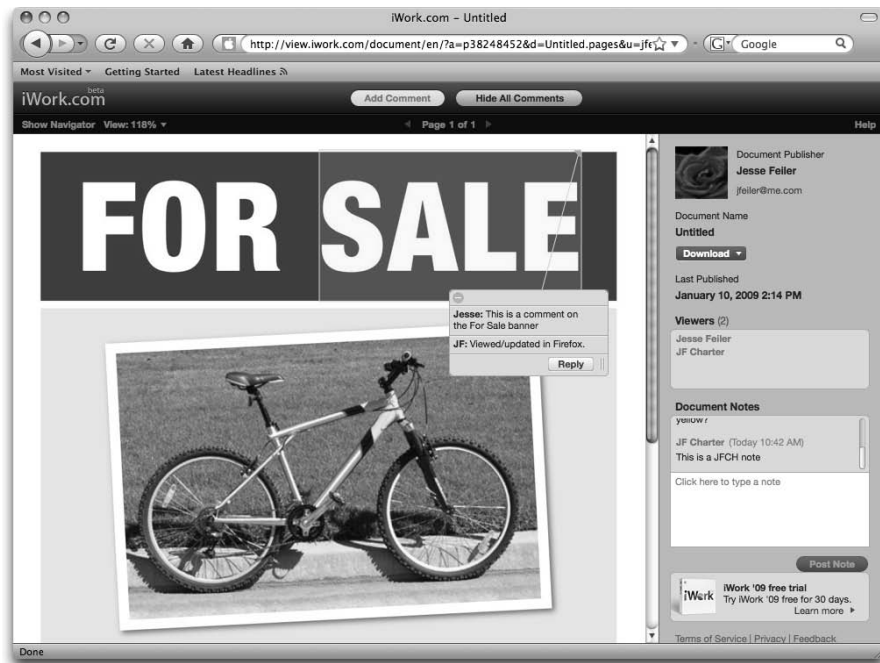 iWork.com – Untitled
http://view.iwork.com/document/en/?a=p38248452&d=Untitled.pages&u=jfe
G
Google
Most Visited
Getting Started
Latest Headlines
iWork.com
beta
Add Comment
Hide All Comments
Show Navigator
View: 118%
Page 1 of 1
Help
FOR SALE
Jesse: This is a comment on
the For Sale banner
JF: Viewed/updated in Firefox.
Reply
Document Publisher
Jesse Feiler
jfeiler@me.com
Document Name
Untitled
Download
Last Published
January 10, 2009 2:14 PM
Viewers (2)
Jesse Feiler
JF Charter
Document Notes
yellow?
JF Charter (Today 10:42 AM)
This is a JFCH note
Click here to type a note
Post Note
iWork
iWork '09 free trial
Try iWork '09 free for 30 days.
Learn more
Terms of Service | Privacy | Feedback
Done